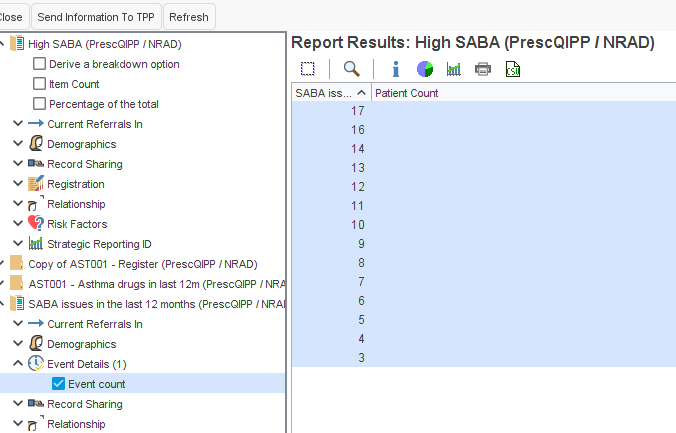 Close Send Information To TPP Refresh
High SABA (PrescQIPP / NRAD)
Derive a breakdown option
Item Count
Percentage of the total
Current Referrals In
Demographics
Record Sharing
Registration
Relationship
Risk Factors
Strategic Reporting ID
Copy of AST001 - Register (PrescQIPP / NRAD)
AST001 - Asthma drugs in last 12m (PrescQIPP / NRA
SABA issues in the last 12 months (PrescQIPP / NRAI
Current Referrals In
Demographics
Event Details (1)
Event count
Record Sharing
Relationship
Report Results: High SABA (PrescQIPP / NRAD)
CSV
SABA iss... Patient Count
17
16
14
13
12
11
10
9
8
7
6
5
4
3